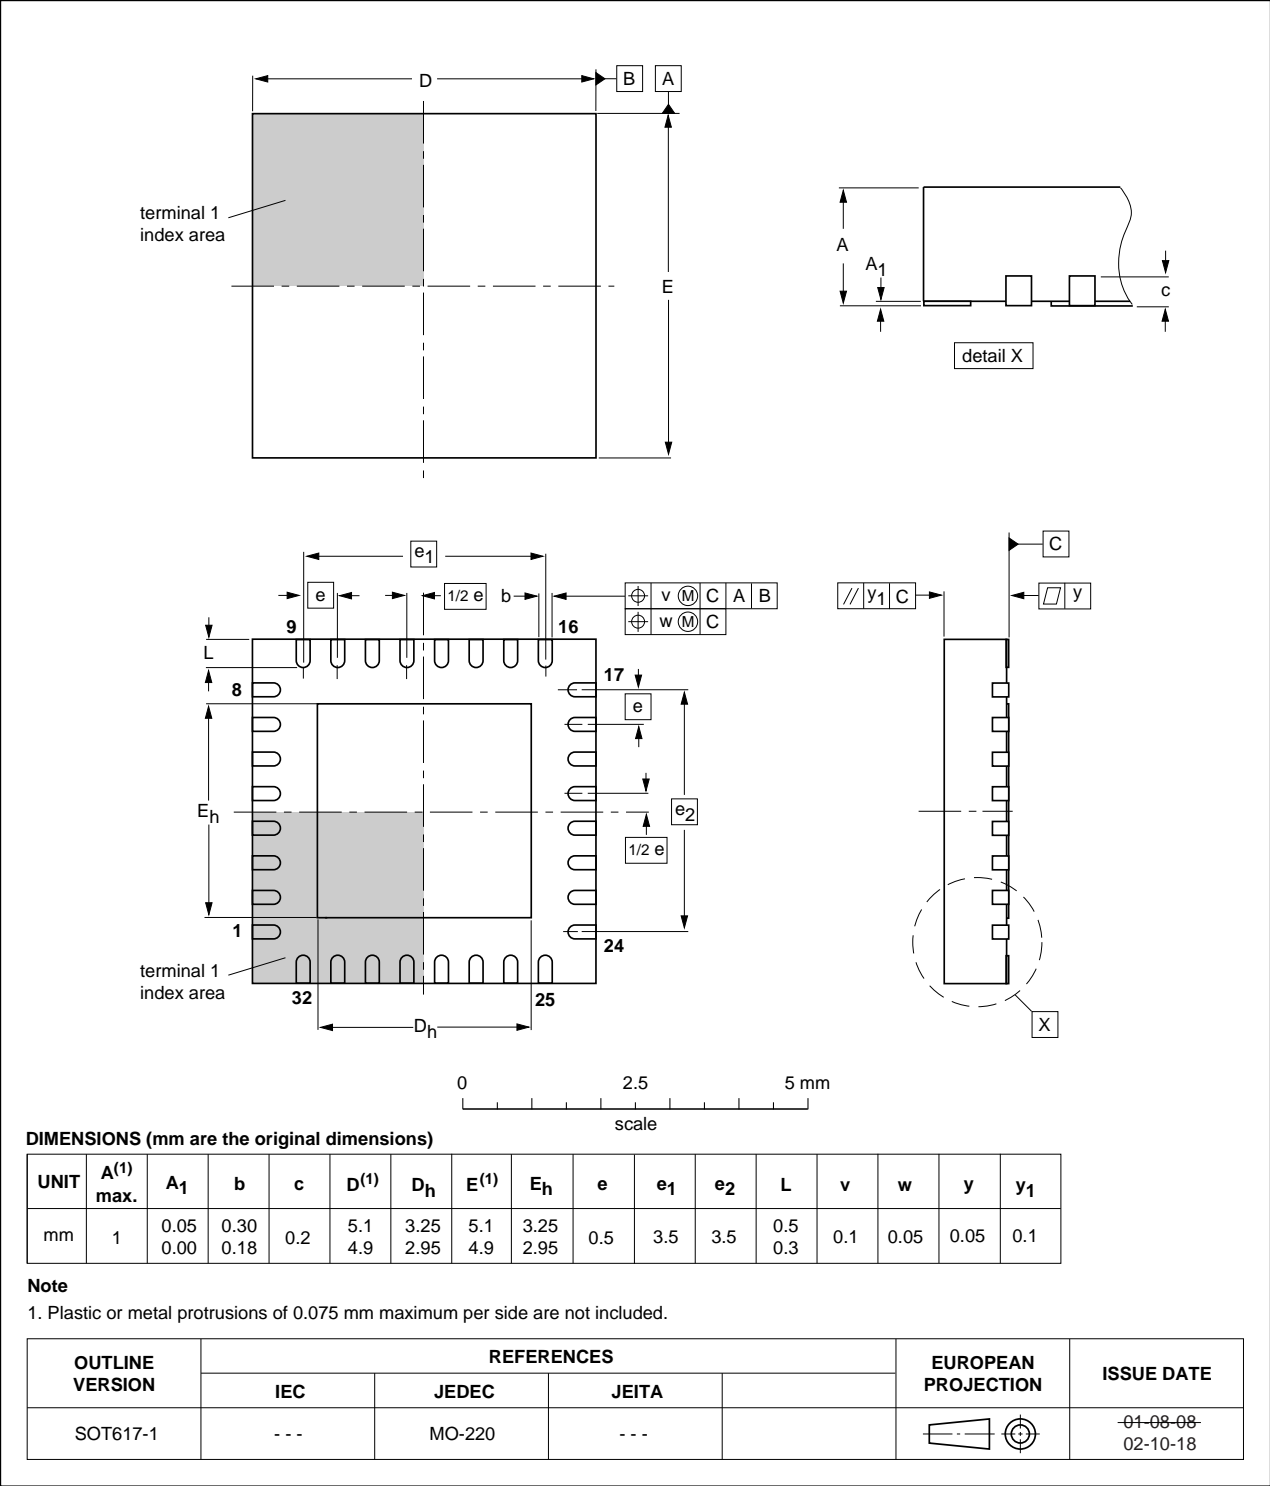 D
B
A
terminal 1
index area
E
A
A1
c
detail X
e1
C
e
1/2 e
b
v M C A B
w M C
// y1 C
y
9
16
L
8
17
e
Eh
e2
1/2 e
1
24
terminal 1
index area
32
25
Dh
X
0 2.5 5 mm
scale
DIMENSIONS (mm are the original dimensions)
UNIT A(1) max. A1 b c D(1) Dh E(1) Eh e e1 e2 L v w y y1
mm 1 0.05 0.00 0.30 0.18 0.2 5.1 4.9 3.25 2.95 5.1 4.9 3.25 2.95 0.5 3.5 3.5 0.5 0.3 0.1 0.05 0.05 0.1
Note
1. Plastic or metal protrusions of 0.075 mm maximum per side are not included.
OUTLINE VERSION REFERENCES EUROPEAN PROJECTION ISSUE DATE
IEC JEDEC JEITA
SOT617-1 - - - MO-220 - - - 01-08-08
02-10-18